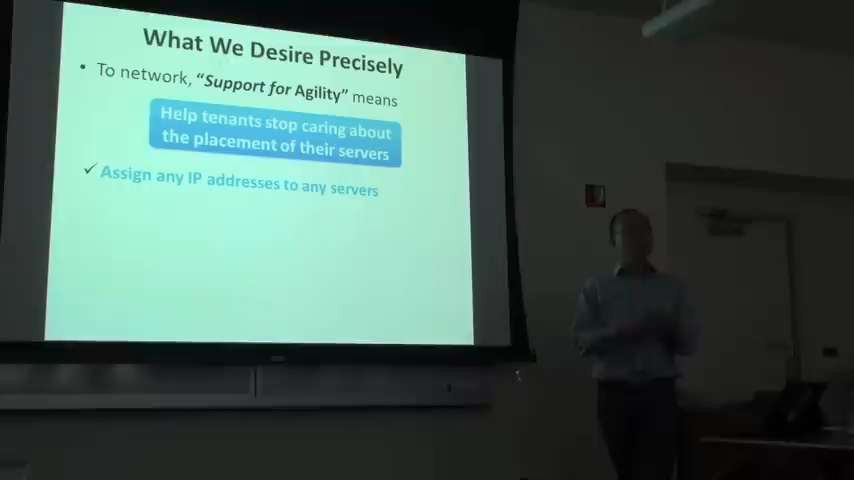 What We Desire Precisely
• To network, "Support for Agility" means
Help tenants stop caring about
the placement of their servers
✓ Assign any IP addresses to any servers